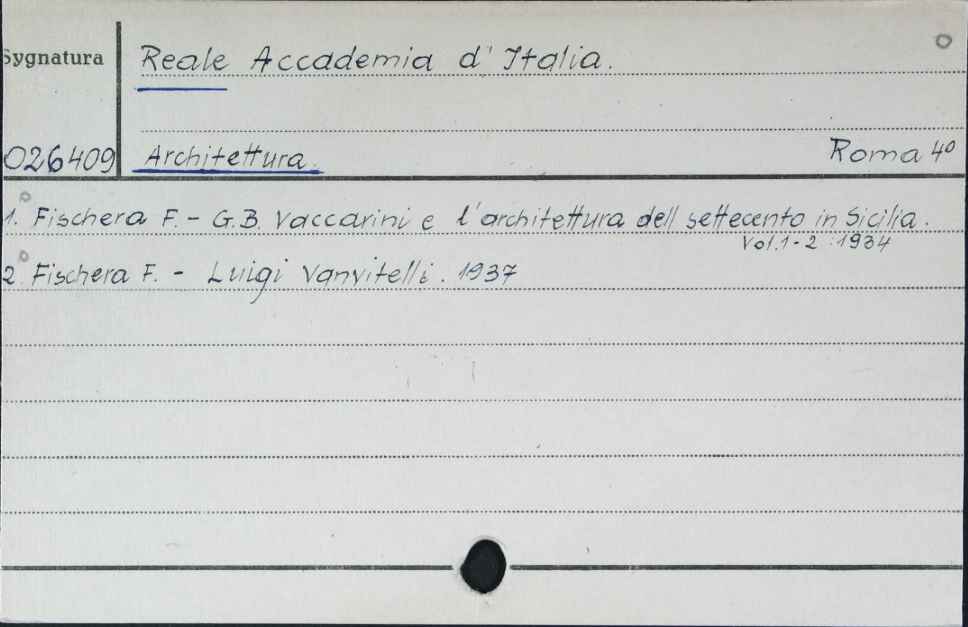 Sygnatura
Reale Accademia d'Italia.
026409
Architettura.
Roma 4º
1. Fischera F. - G.B. Vaccarini e l'architettura dell settecento in Sicilia.
Vol.1-2 1934
2. Fischera F. - Luigi Vanvitelli. 1937